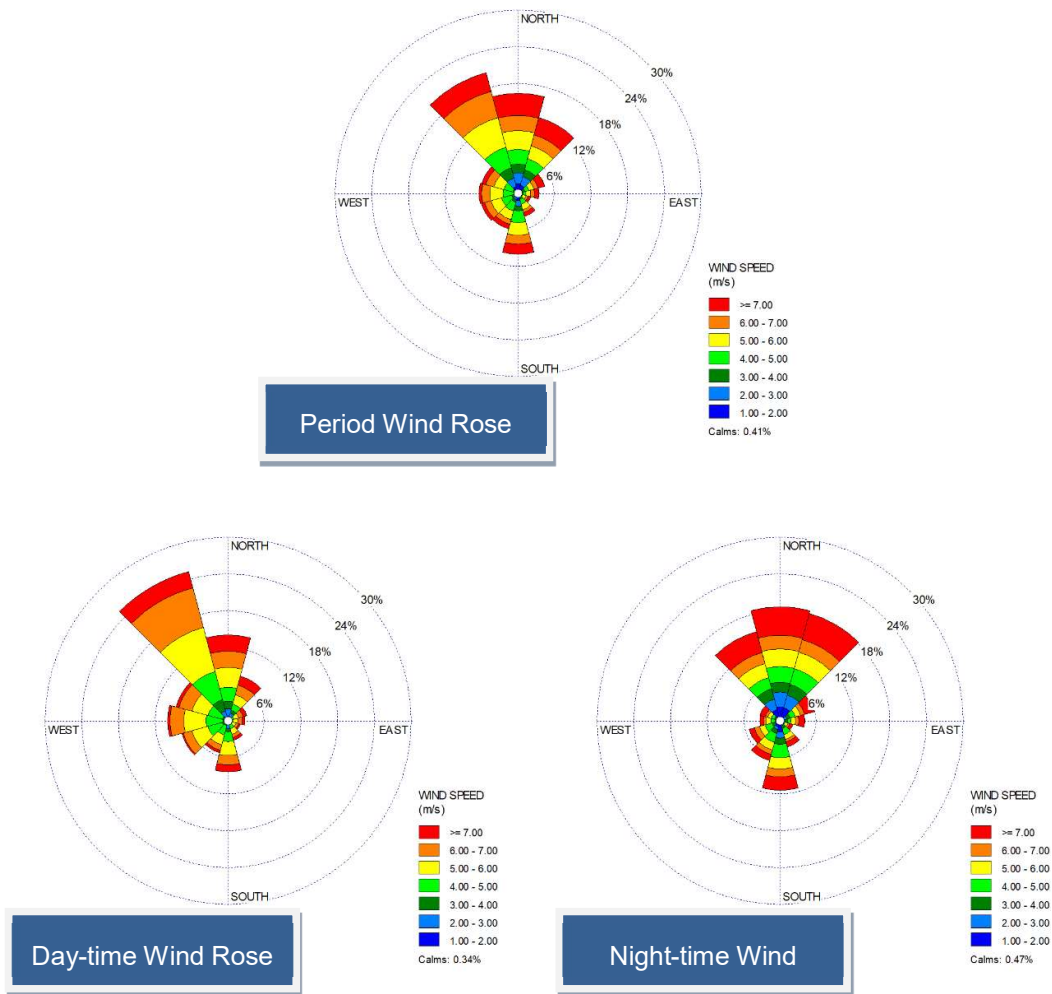 NORTH
30%
24%
18%
12%
6%
WEST
EAST
SOUTH
WIND SPEED
(m/s)
>= 7.00
6.00 - 7.00
5.00 - 6.00
4.00 - 5.00
3.00 - 4.00
2.00 - 3.00
1.00 - 2.00
Calms: 0.41%
Period Wind Rose
NORTH
30%
24%
18%
12%
6%
WEST
EAST
SOUTH
WIND SPEED
(m/s)
>= 7.00
6.00 - 7.00
5.00 - 6.00
4.00 - 5.00
3.00 - 4.00
2.00 - 3.00
1.00 - 2.00
Calms: 0.34%
Day-time Wind Rose
NORTH
30%
24%
18%
12%
6%
WEST
EAST
SOUTH
WIND SPEED
(m/s)
>= 7.00
6.00 - 7.00
5.00 - 6.00
4.00 - 5.00
3.00 - 4.00
2.00 - 3.00
1.00 - 2.00
Calms: 0.47%
Night-time Wind